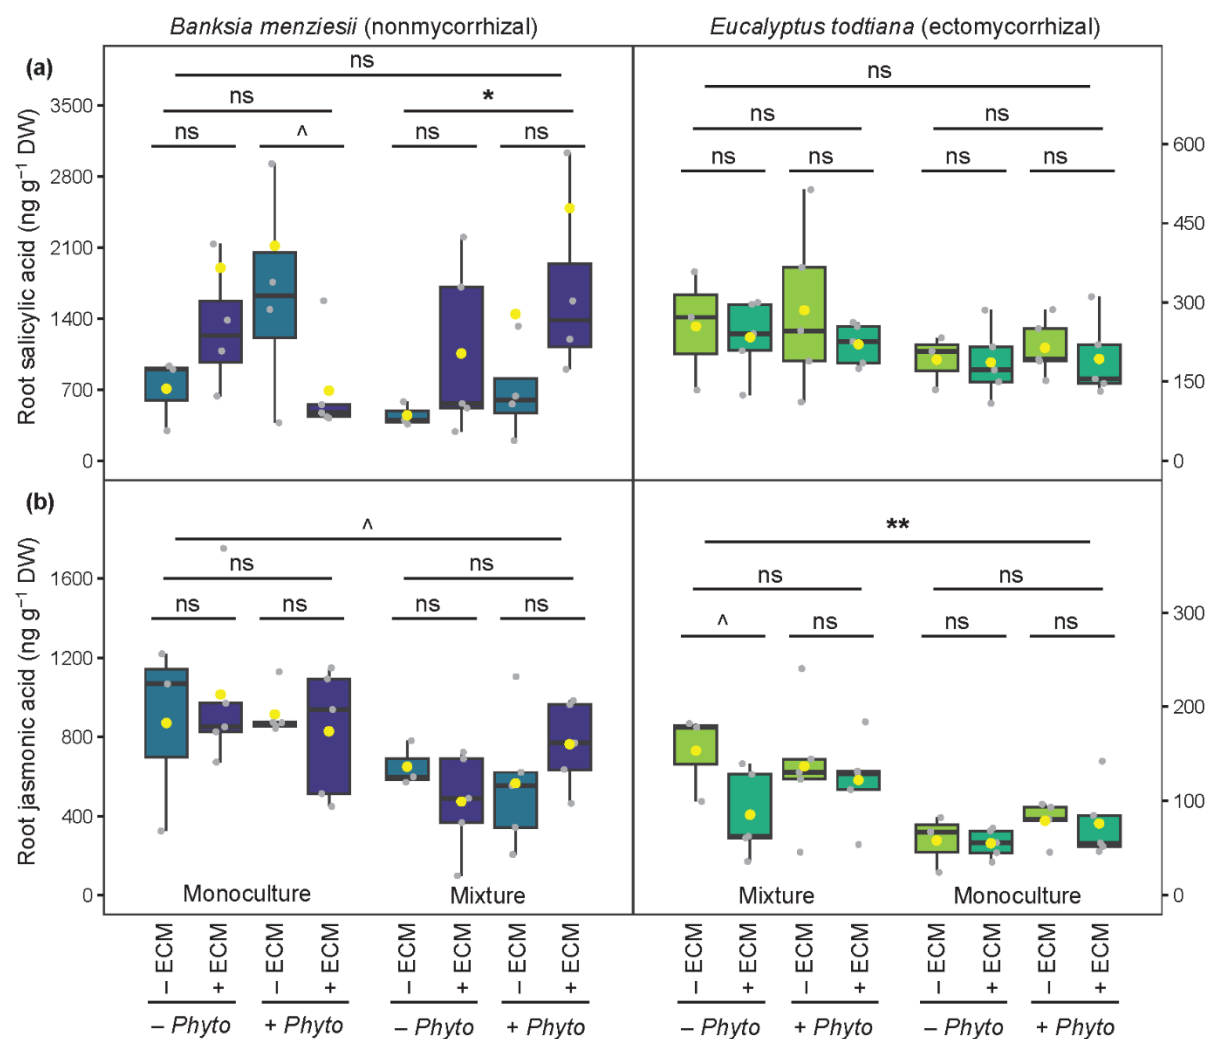 Banksia menziesii (nonmycorrhizal)
Eucalyptus todtiana (ectomycorrhizal)
(a)
ns
ns
ns
*
ns
^
ns
ns
ns
ns
ns
ns
ns
ns
ns
Root salicylic acid (ng g⁻¹ DW)
3500
2800
2100
1400
700
0
600
450
300
150
0
(b)
^
ns
ns
ns
ns
ns
ns
**
ns
ns
^
ns
ns
ns
Root jasmonic acid (ng g⁻¹ DW)
1600
1200
800
400
0
300
200
100
0
Monoculture
Mixture
Mixture
Monoculture
– ECM
+ ECM
– ECM
+ ECM
– ECM
+ ECM
– ECM
+ ECM
– ECM
+ ECM
– ECM
+ ECM
– ECM
+ ECM
– ECM
+ ECM
– Phyto
+ Phyto
– Phyto
+ Phyto
– Phyto
+ Phyto
– Phyto
+ Phyto